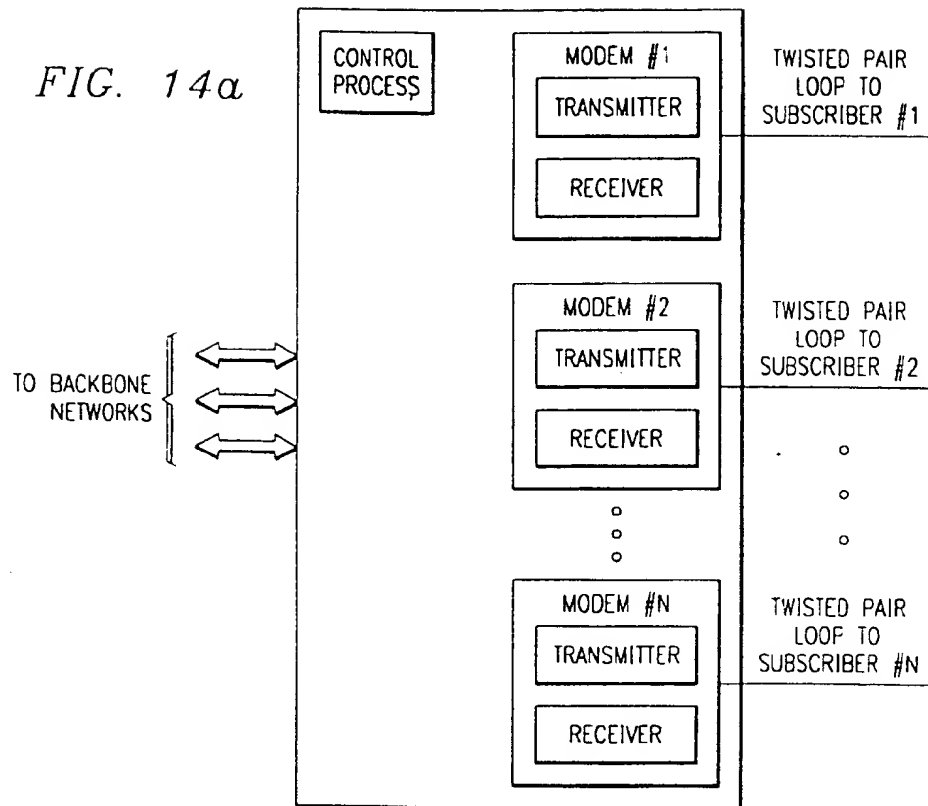 FIG. 14a
CONTROL
PROCESS
MODEM #1
TRANSMITTER
RECEIVER
TWISTED PAIR
LOOP TO
SUBSCRIBER #1
MODEM #2
TRANSMITTER
RECEIVER
TWISTED PAIR
LOOP TO
SUBSCRIBER #2
TO BACKBONE
NETWORKS
MODEM #N
TRANSMITTER
RECEIVER
TWISTED PAIR
LOOP TO
SUBSCRIBER #N